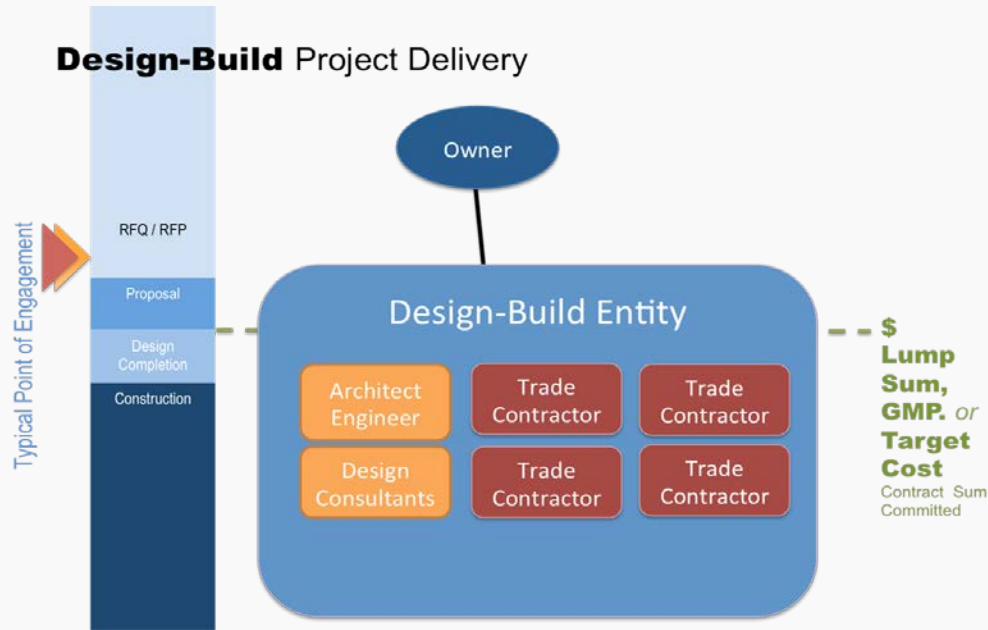 Design-Build Project Delivery
Owner
Typical Point of Engagement
RFQ / RFP
Proposal
Design
Completion
Construction
Design-Build Entity
Architect
Engineer
Trade
Contractor
Trade
Contractor
Design
Consultants
Trade
Contractor
Trade
Contractor
$
Lump
Sum,
GMP. or
Target
Cost
Contract Sum
Committed